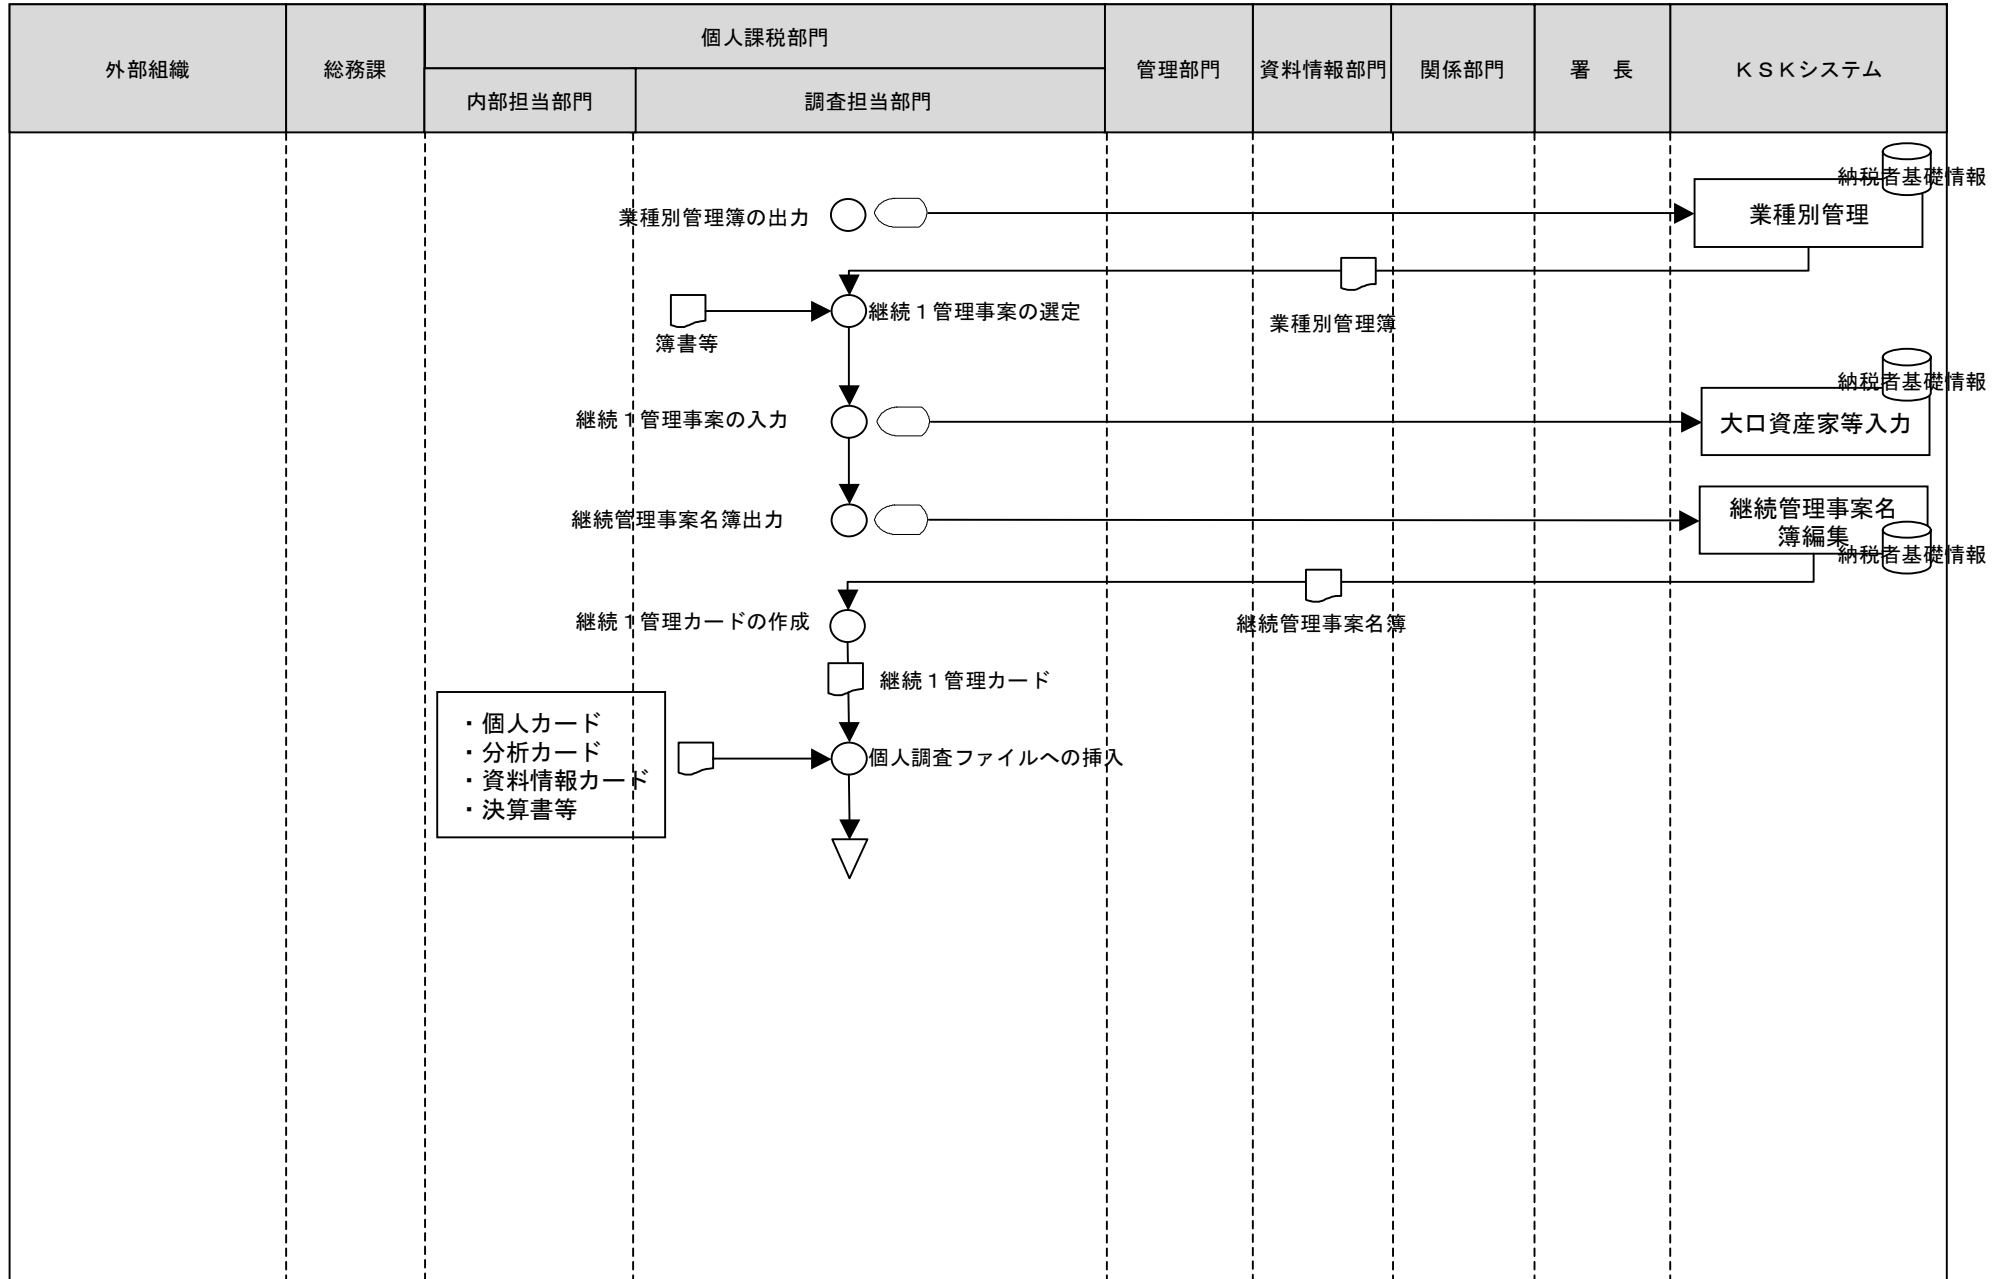 外部組織
総務課
個人課税部門
内部担当部門
調査担当部門
管理部門
資料情報部門
関係部門
署　長
ＫＳＫシステム
納税者基礎情報
業種別管理簿の出力
業種別管理
継続１管理事案の選定
業種別管理簿
簿書等
納税者基礎情報
継続１管理事案の入力
大口資産家等入力
継続管理事案名簿出力
継続管理事案名
簿編集
納税者基礎情報
継続１管理カードの作成
継続管理事案名簿
継続１管理カード
・個人カード
・分析カード
・資料情報カード
・決算書等
個人調査ファイルへの挿入